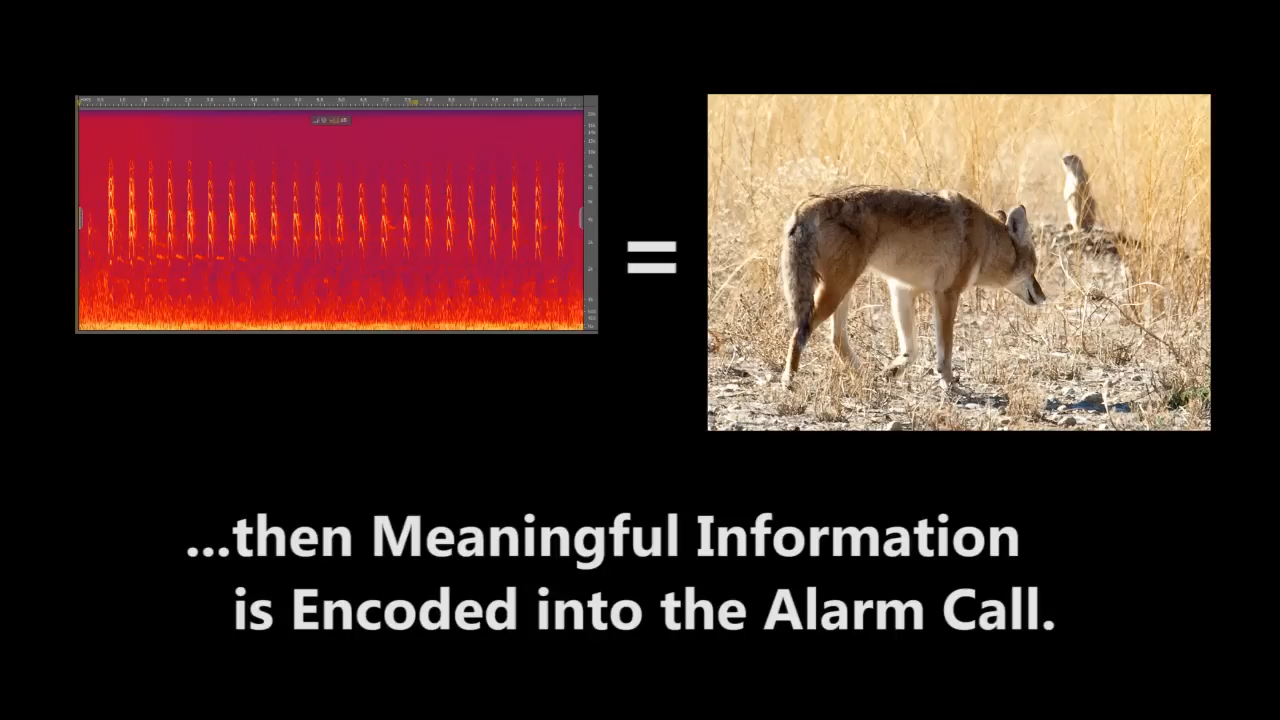 =
...then Meaningful Information
is Encoded into the Alarm Call.